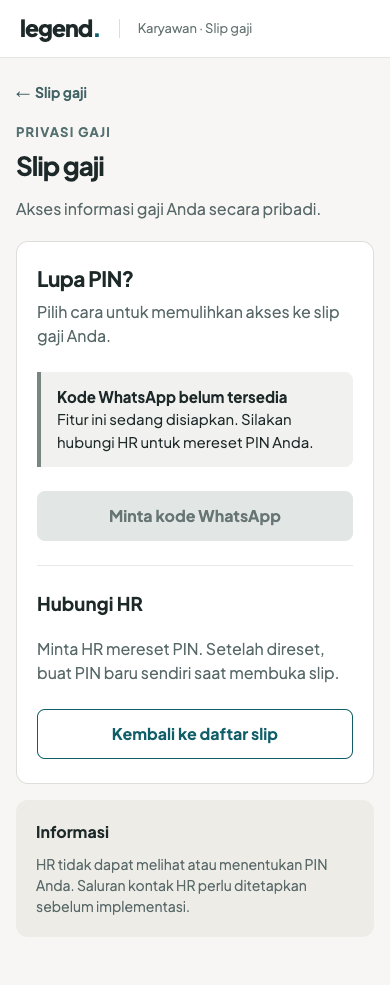 legend.
Karyawan · Slip gaji
← Slip gaji
PRIVASI GAJI
Slip gaji
Akses informasi gaji Anda secara pribadi.
Lupa PIN?
Pilih cara untuk memulihkan akses ke slip
gaji Anda.
Kode WhatsApp belum tersedia
Fitur ini sedang disiapkan. Silakan
hubungi HR untuk mereset PIN Anda.
Minta kode WhatsApp
Hubungi HR
Minta HR mereset PIN. Setelah direset,
buat PIN baru sendiri saat membuka slip.
Kembali ke daftar slip
Informasi
HR tidak dapat melihat atau menentukan PIN
Anda. Saluran kontak HR perlu ditetapkan
sebelum implementasi.